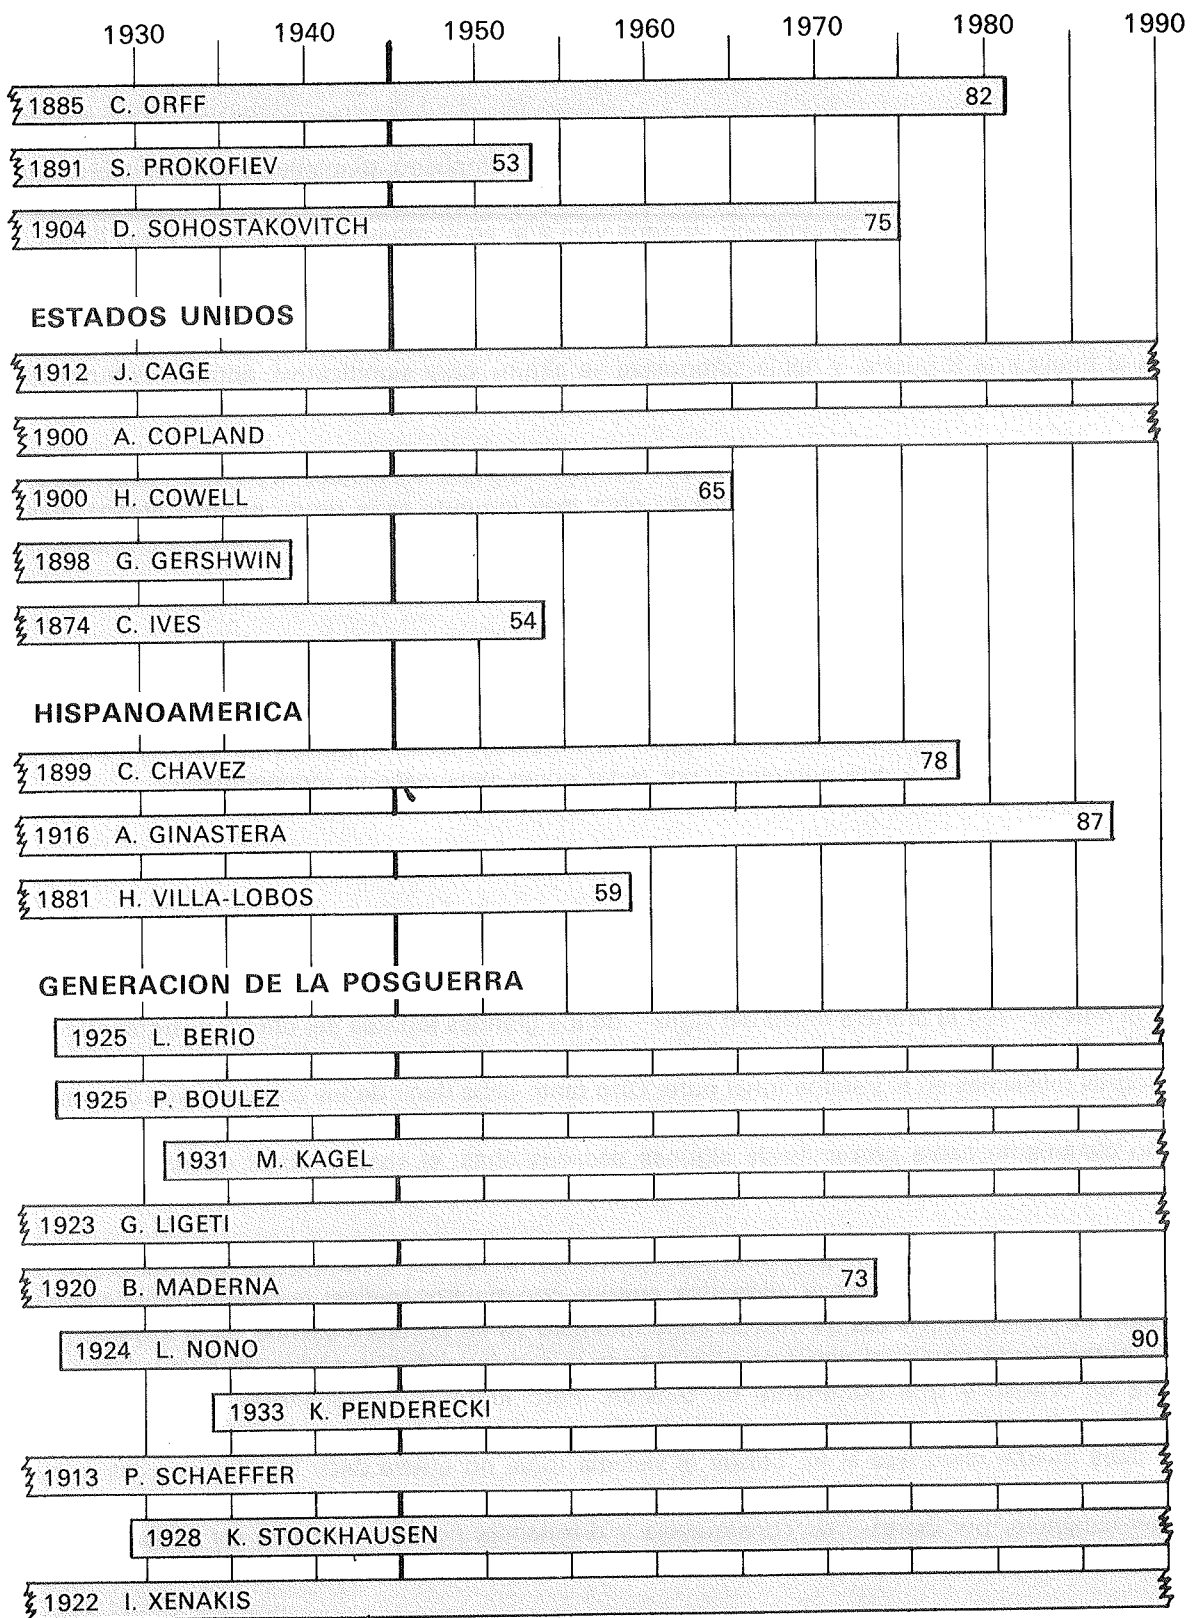 1930 1940 1950 1960 1970 1980 1990
1885 C. ORFF 82
1891 S. PROKOFIEV 53
1904 D. SOHOSTAKOVITCH 75
ESTADOS UNIDOS
1912 J. CAGE
1900 A. COPLAND
1900 H. COWELL 65
1898 G. GERSHWIN
1874 C. IVES 54
HISPANOAMERICA
1899 C. CHAVEZ 78
1916 A. GINASTERA 87
1881 H. VILLA-LOBOS 59
GENERACION DE LA POSGUERRA
1925 L. BERIO
1925 P. BOULEZ
1931 M. KAGEL
1923 G. LIGETI
1920 B. MADERNA 73
1924 L. NONO 90
1933 K. PENDERECKI
1913 P. SCHAEFFER
1928 K. STOCKHAUSEN
1922 I. XENAKIS